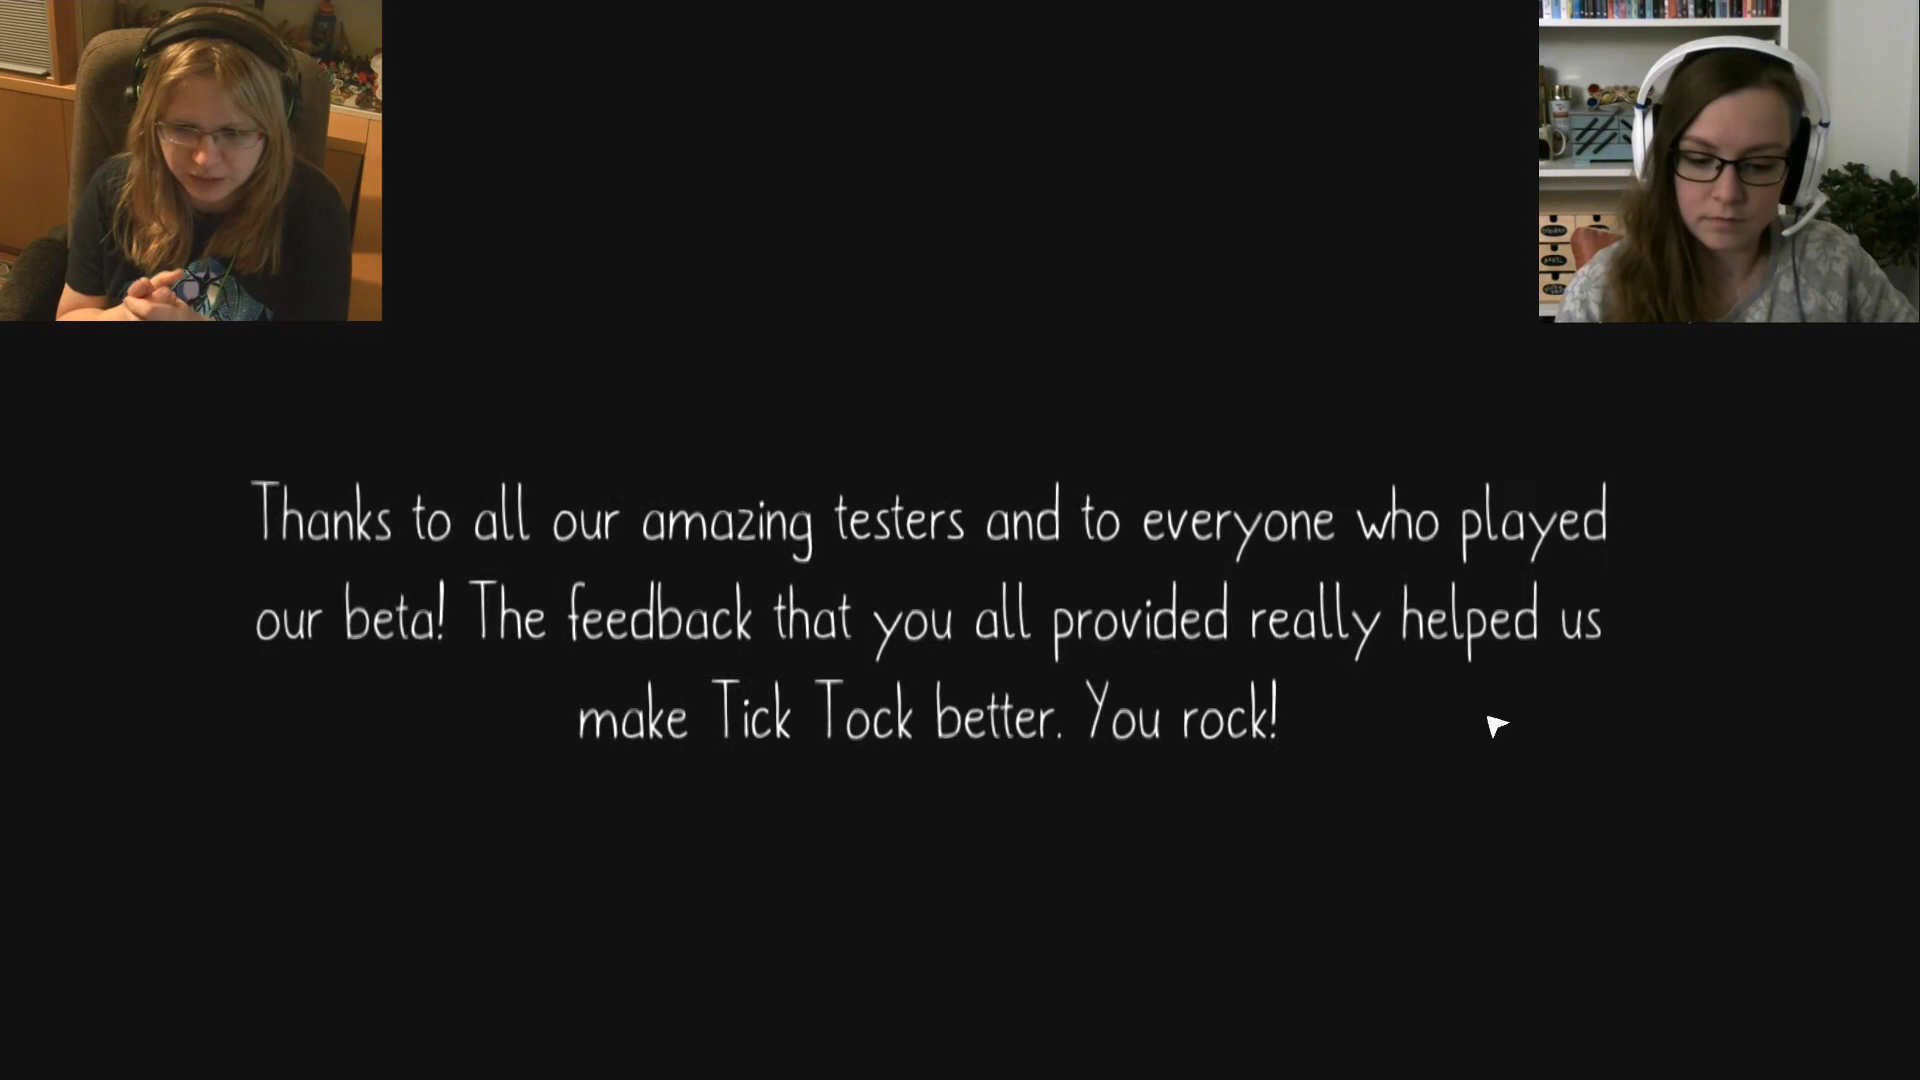 Thanks to all our amazing testers and to everyone who played
our beta! The feedback that you all provided really helped us
make Tick Tock better. You rock!